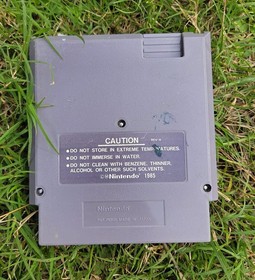 CAUTION
• DO NOT STORE IN EXTREME TEMPERATURES.
• DO NOT IMMERSE IN WATER.
• DO NOT CLEAN WITH BENZENE, THINNER,
ALCOHOL OR OTHER SUCH SOLVENTS.
©Nintendo 1985